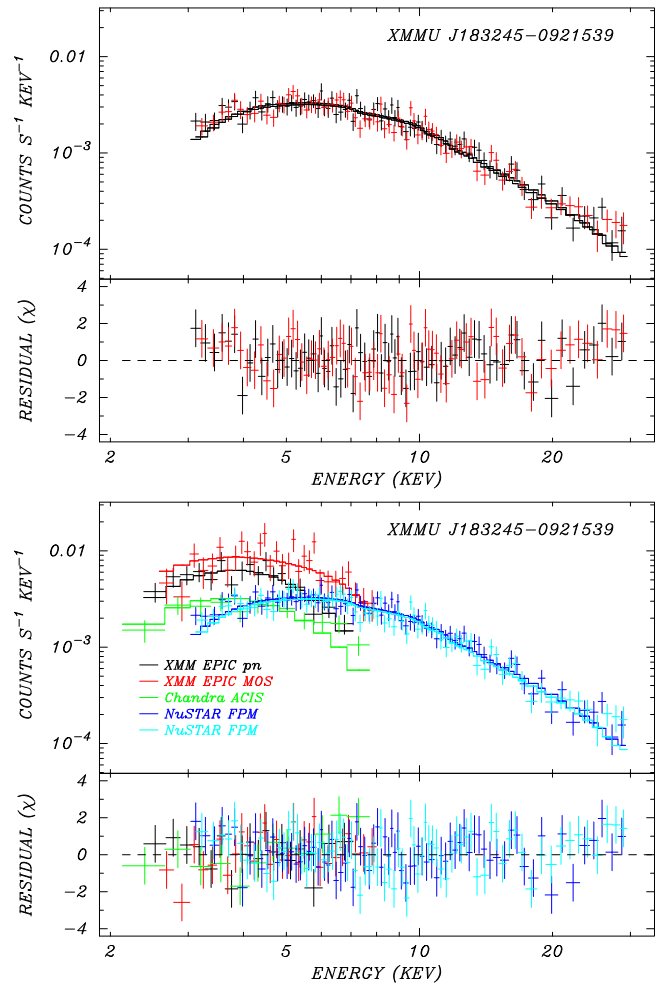 XMMU J183245−0921539
0.01
10⁻³
10⁻⁴
COUNTS S⁻¹ KEV⁻¹
4
2
0
−2
−4
RESIDUAL (χ)
2 5 10 20
ENERGY (KEV)
XMMU J183245−0921539
0.01
10⁻³
10⁻⁴
COUNTS S⁻¹ KEV⁻¹
XMM EPIC pn
XMM EPIC MOS
Chandra ACIS
NuSTAR FPM
NuSTAR FPM
4
2
0
−2
−4
RESIDUAL (χ)
2 5 10 20
ENERGY (KEV)